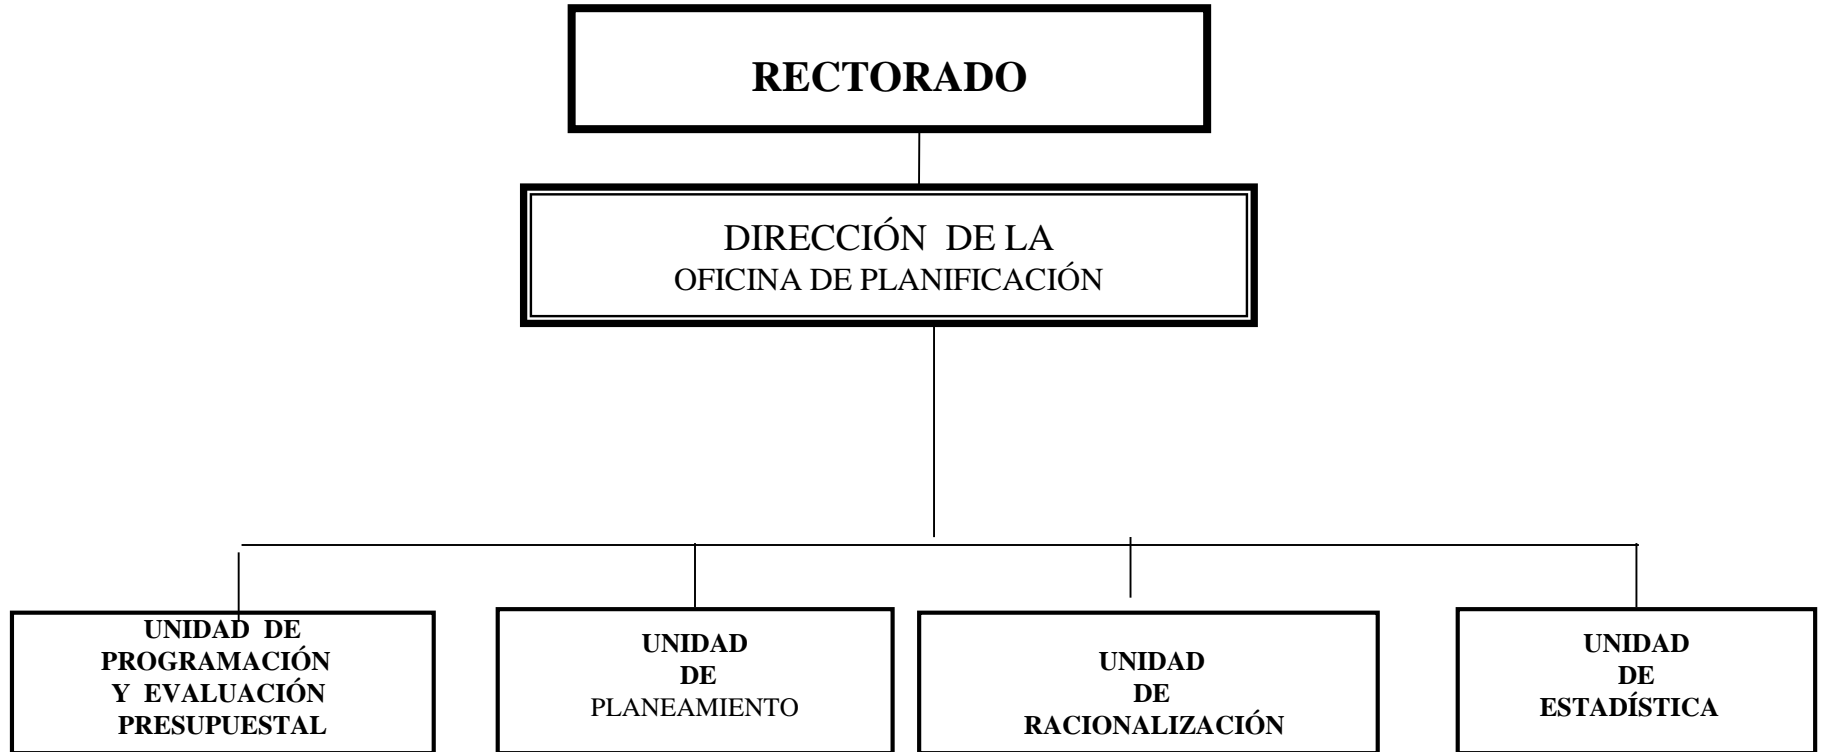 RECTORADO
DIRECCIÓN DE LA
OFICINA DE PLANIFICACIÓN
UNIDAD DE
PROGRAMACIÓN
Y EVALUACIÓN
PRESUPUESTAL
UNIDAD
DE
PLANEAMIENTO
UNIDAD
DE
RACIONALIZACIÓN
UNIDAD
DE
ESTADÍSTICA